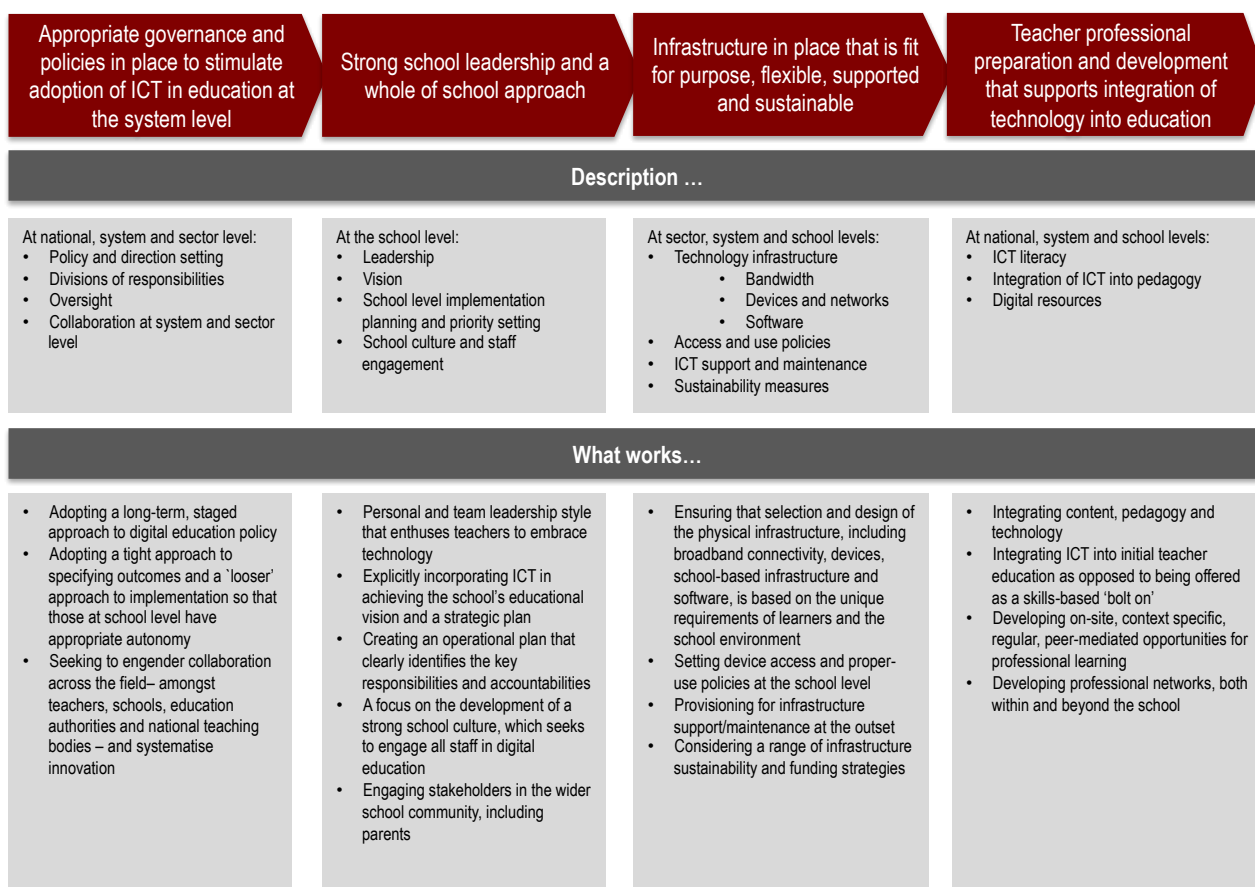 Appropriate governance and
policies in place to stimulate
adoption of ICT in education at
the system level
Strong school leadership and a
whole of school approach
Infrastructure in place that is fit
for purpose, flexible, supported
and sustainable
Teacher professional
preparation and development
that supports integration of
technology into education
Description …
At national, system and sector level:
• Policy and direction setting
• Divisions of responsibilities
• Oversight
• Collaboration at system and sector
level
At the school level:
• Leadership
• Vision
• School level implementation
planning and priority setting
• School culture and staff
engagement
At sector, system and school levels:
• Technology infrastructure
• Bandwidth
• Devices and networks
• Software
• Access and use policies
• ICT support and maintenance
• Sustainability measures
At national, system and school levels:
• ICT literacy
• Integration of ICT into pedagogy
• Digital resources
What works…
• Adopting a long-term, staged
approach to digital education policy
• Adopting a tight approach to
specifying outcomes and a `looser’
approach to implementation so that
those at school level have
appropriate autonomy
• Seeking to engender collaboration
across the field– amongst
teachers, schools, education
authorities and national teaching
bodies – and systematise
innovation
• Personal and team leadership style
that enthuses teachers to embrace
technology
• Explicitly incorporating ICT in
achieving the school’s educational
vision and a strategic plan
• Creating an operational plan that
clearly identifies the key
responsibilities and accountabilities
• A focus on the development of a
strong school culture, which seeks
to engage all staff in digital
education
• Engaging stakeholders in the wider
school community, including
parents
• Ensuring that selection and design of
the physical infrastructure, including
broadband connectivity, devices,
school-based infrastructure and
software, is based on the unique
requirements of learners and the
school environment
• Setting device access and proper-
use policies at the school level
• Provisioning for infrastructure
support/maintenance at the outset
• Considering a range of infrastructure
sustainability and funding strategies
• Integrating content, pedagogy and
technology
• Integrating ICT into initial teacher
education as opposed to being offered
as a skills-based ‘bolt on’
• Developing on-site, context specific,
regular, peer-mediated opportunities for
professional learning
• Developing professional networks, both
within and beyond the school